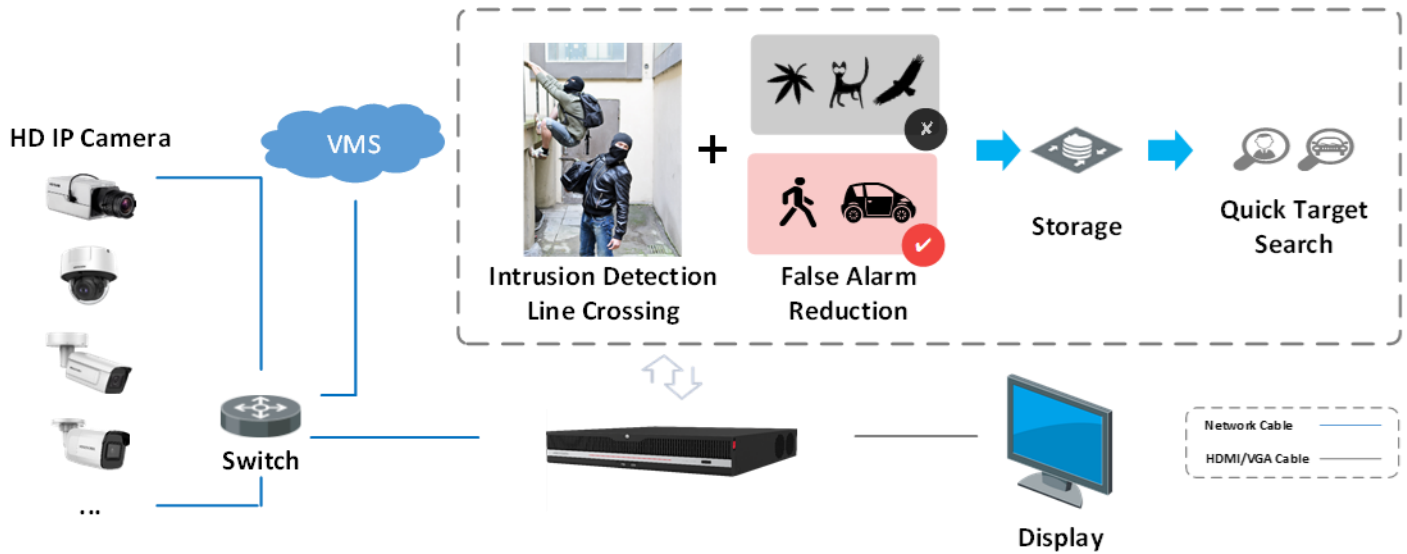 HD IP Camera
VMS
Intrusion Detection
Line Crossing
+
False Alarm
Reduction
Storage
Quick Target
Search
Switch
...
Display
Network Cable
HDMI/VGA Cable